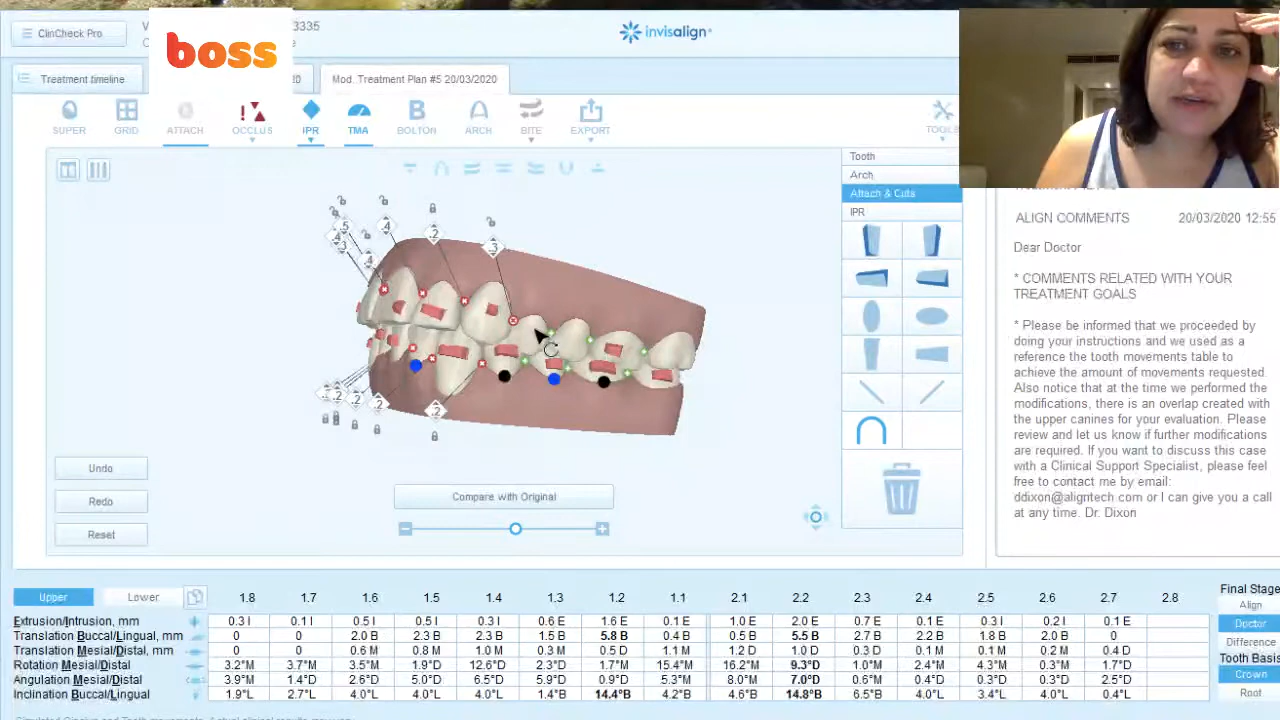 ClinCheck Pro
3335
boss
invisalign
Treatment timeline
Mod. Treatment Plan #5 20/03/2020
SUPER GRID ATTACH OCCLUS IPR TMA BOLTON ARCH BITE EXPORT
Tooth
Arch
Attach & Cuts
IPR
ALIGN COMMENTS 20/03/2020 12:55
Dear Doctor
* COMMENTS RELATED WITH YOUR
TREATMENT GOALS
* Please be informed that we proceeded by
doing your instructions and we used as a
reference the tooth movements table to
achieve the amount of movements requested.
Also notice that at the time we performed the
modifications, there is an overlap created with
the upper canines for your evaluation. Please
review and let us know if further modifications
are required. If you want to discuss this case
with a Clinical Support Specialist, please feel
free to contact me by email:
ddixon@aligntech.com or I can give you a call
at any time. Dr. Dixon
.5 .4 .2 .3
.4
.2 .2 .2
Undo
Redo
Reset
Compare with Original
Upper Lower 1.8 1.7 1.6 1.5 1.4 1.3 1.2 1.1 2.1 2.2 2.3 2.4 2.5 2.6 2.7 2.8
Extrusion/Intrusion, mm 0.3 I 0.1 I 0.5 I 0.5 I 0.3 I 0.6 E 1.6 E 0.1 E 1.0 E 2.0 E 0.7 E 0.1 E 0.3 I 0.2 I 0.1 E
Translation Buccal/Lingual, mm 0 0 2.0 B 2.3 B 2.3 B 1.3 B 5.8 B 0.4 B 0.5 B 5.5 B 2.7 B 2.2 B 1.8 B 2.0 B 0
Translation Mesial/Distal, mm 0 0 0.6 M 0.8 M 1.0 M 0.3M 0.5 D 1.1 M 1.2 D 1.0 D 0.3 D 0.1 M 0.1 M 0.2 M 0.4 D
Rotation Mesial/Distal 3.2°M 3.7°M 3.5°M 1.9°D 12.6°D 2.3°D 1.7°M 15.4°M 16.2°M 9.3°D 1.0°M 2.4°M 4.3°M 0.3°M 1.7°D
Angulation Mesial/Distal 3.9°M 1.4°D 2.6°D 5.0°D 6.5°D 0.9°D 5.3°M 8.0°M 7.0°D 0.6°M 0.4°D 0.3°D 0.3°M 2.5°D
Inclination Buccal/Lingual 1.9°L 2.7°L 4.0°L 4.0°L 4.0°L 1.4°B 14.4°B 4.2°B 4.6°B 14.8°B 6.5°B 4.0°L 3.4°L 4.0°L 0.4°L
Final Stage
Align
Doctor
Difference
Tooth Basis
Crown
Root